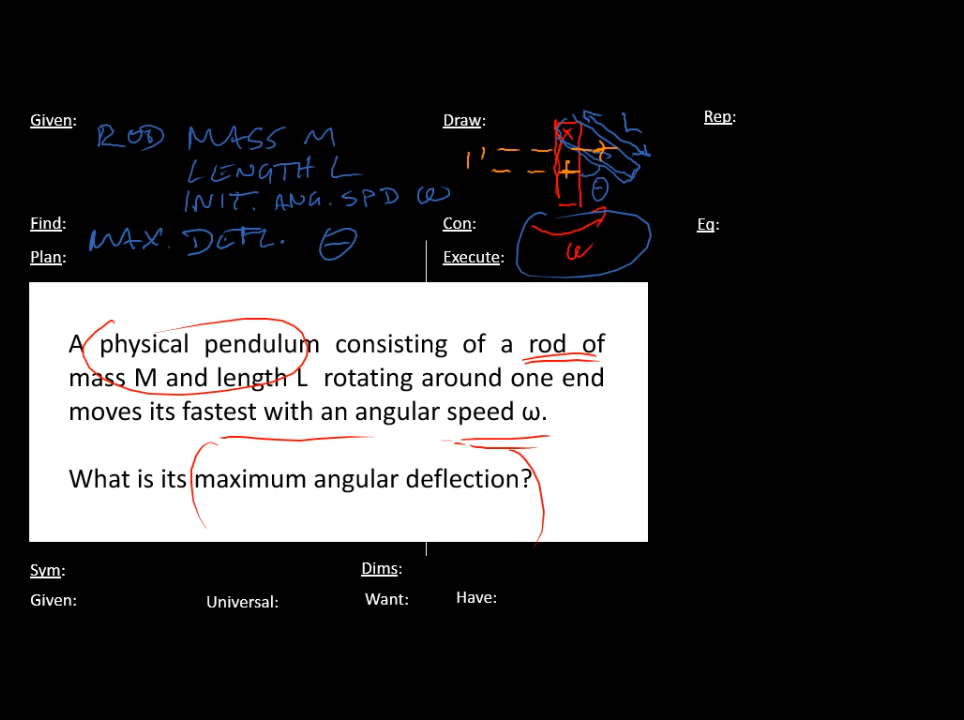 Given: ROD MASS M
LENGTH L
INIT. ANG. SPD ω
Draw:
L
θ
ω
Rep:
Find: MAX. DEFL. θ
Con:
Eq:
Plan:
Execute:
A physical pendulum consisting of a rod of
mass M and length L rotating around one end
moves its fastest with an angular speed ω.
What is its maximum angular deflection?
Sym:
Dims:
Given:
Universal:
Want:
Have: